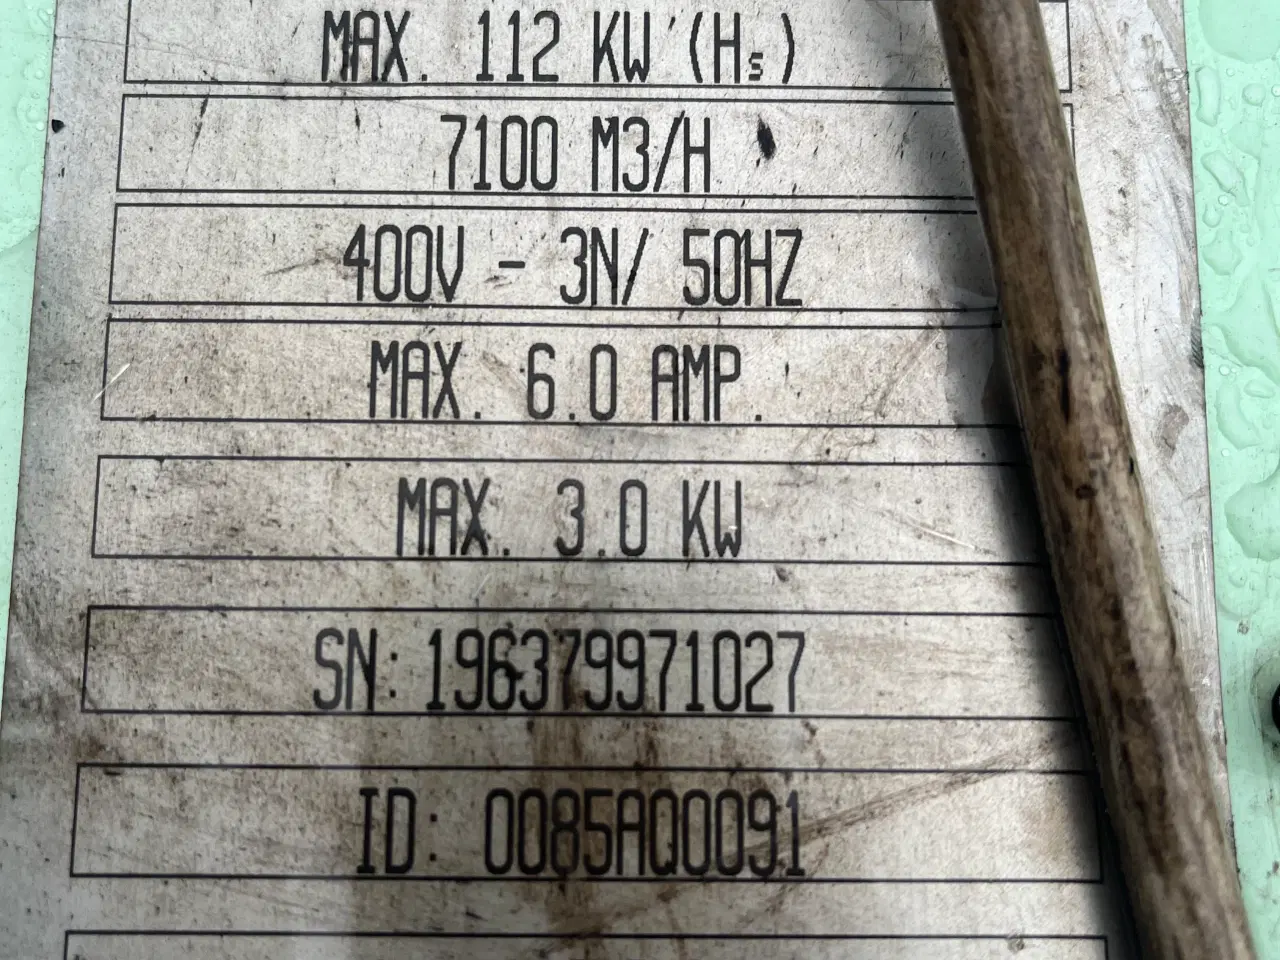 MAX. 112 KW (Hs)
7100 M3/H
400V - 3N/ 50HZ
MAX. 6.0 AMP.
MAX. 3.0 KW
SN: 196379971027
ID: 0085AQ0091